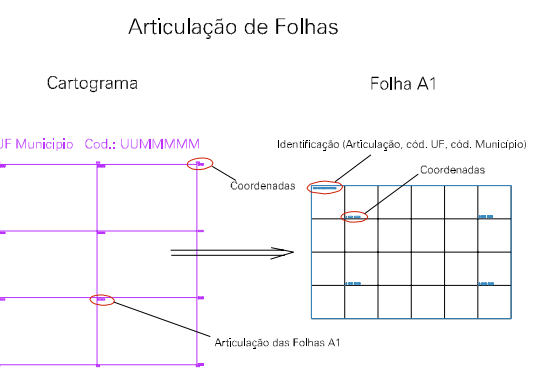 Articulação de Folhas
Cartograma
Folha A1
UF Municipio Cod.: UUMMMMM
Identificação (Articulação, cód. UF, cód. Município)
Coordenadas
Coordenadas
Articulação das Folhas A1